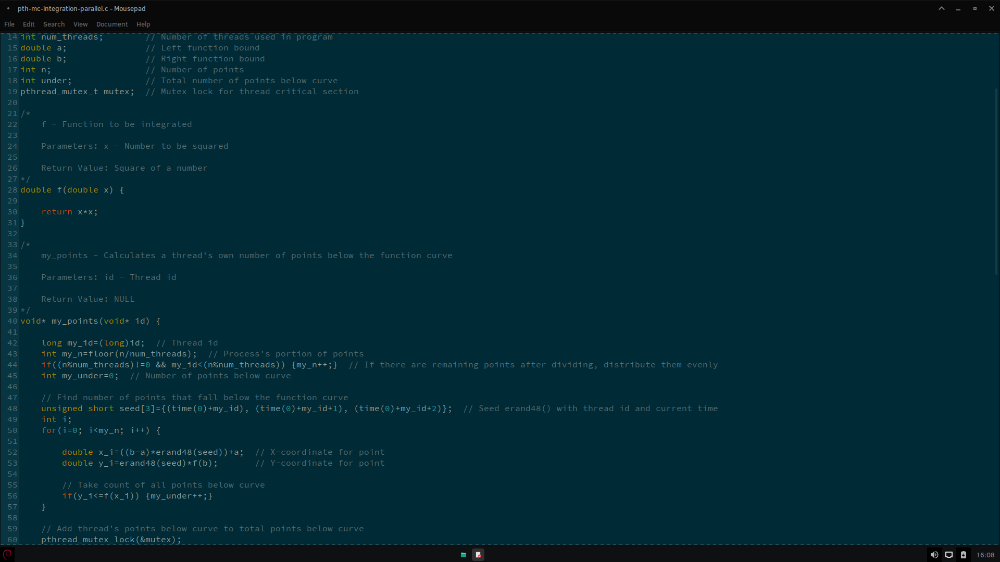 pth-mc-integration-parallel.c - Mousepad
File Edit Search View Document Help
14 int num_threads;        // Number of threads used in program
15 double a;               // Left function bound
16 double b;               // Right function bound
17 int n;                  // Number of points
18 int under;              // Total number of points below curve
19 pthread_mutex_t mutex;  // Mutex lock for thread critical section
20
21 /*
22     f - Function to be integrated
23
24     Parameters: x - Number to be squared
25
26     Return Value: Square of a number
27 */
28 double f(double x) {
29
30     return x*x;
31 }
32
33 /*
34     my_points - Calculates a thread's own number of points below the function curve
35
36     Parameters: id - Thread id
37
38     Return Value: NULL
39 */
40 void* my_points(void* id) {
41
42     long my_id=(long)id;  // Thread id
43     int my_n=floor(n/num_threads);  // Process's portion of points
44     if((n%num_threads)!=0 && my_id<(n%num_threads)) {my_n++;}  // If there are remaining points after dividing, distribute them evenly
45     int my_under=0;  // Number of points below curve
46
47     // Find number of points that fall below the function curve
48     unsigned short seed[3]={(time(0)+my_id), (time(0)+my_id+1), (time(0)+my_id+2)};  // Seed erand48() with thread id and current time
49     int i;
50     for(i=0; i<my_n; i++) {
51
52         double x_i=((b-a)*erand48(seed))+a;  // X-coordinate for point
53         double y_i=erand48(seed)*f(b);       // Y-coordinate for point
54
55         // Take count of all points below curve
56         if(y_i<=f(x_i)) {my_under++;}
57     }
58
59     // Add thread's points below curve to total points below curve
60     pthread_mutex_lock(&mutex);
16:08